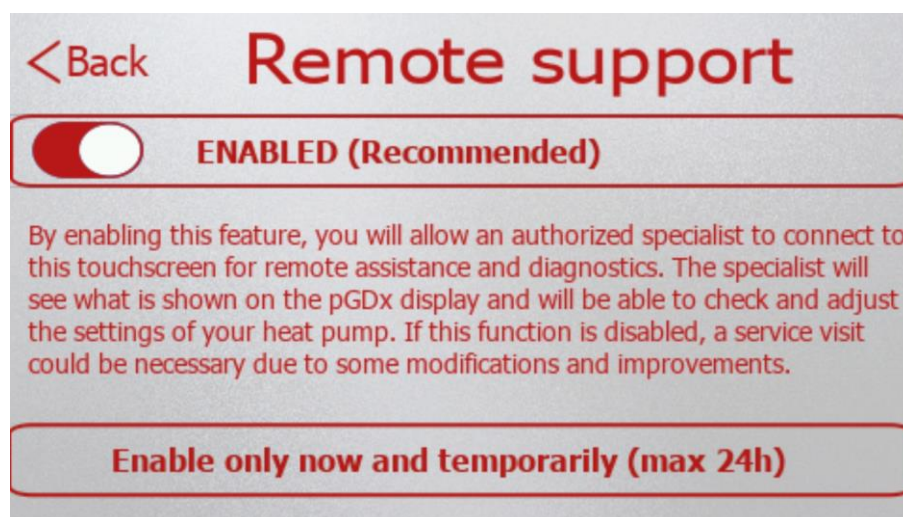 <Back
Remote support
ENABLED (Recommended)
By enabling this feature, you will allow an authorized specialist to connect to
this touchscreen for remote assistance and diagnostics. The specialist will
see what is shown on the pGDx display and will be able to check and adjust
the settings of your heat pump. If this function is disabled, a service visit
could be necessary due to some modifications and improvements.
Enable only now and temporarily (max 24h)